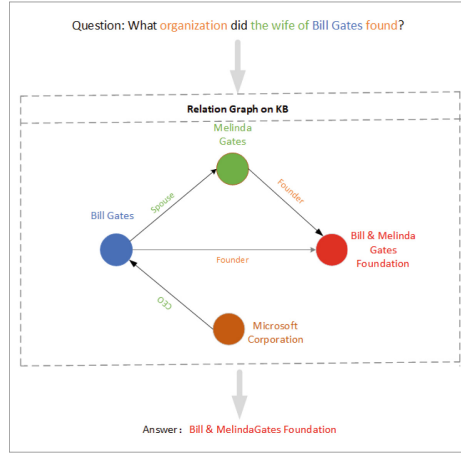 Question: What organization did the wife of Bill Gates found?
Relation Graph on KB
Melinda
Gates
Spouse
Founder
Bill Gates
Bill & Melinda
Gates
Foundation
Founder
CEO
Microsoft
Corporation
Answer: Bill & MelindaGates Foundation